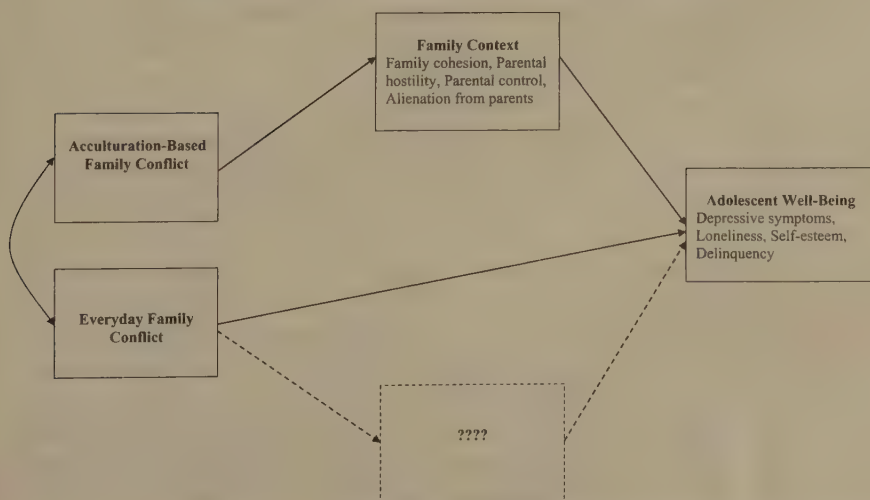 Family Context
Family cohesion, Parental
hostility, Parental control,
Alienation from parents
Acculturation-Based
Family Conflict
Adolescent Well-Being
Depressive symptoms,
Loneliness, Self-esteem,
Delinquency
Everyday Family
Conflict
????